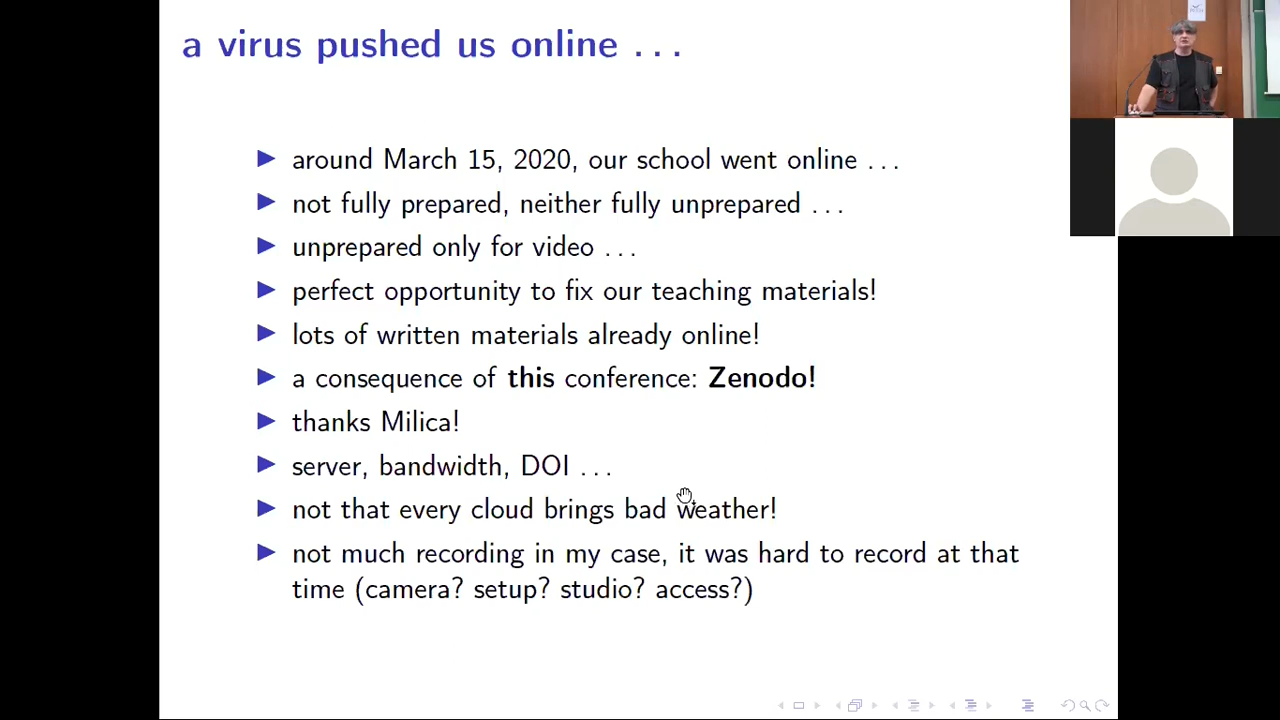 a virus pushed us online . . .
around March 15, 2020, our school went online . . .
not fully prepared, neither fully unprepared . . .
unprepared only for video . . .
perfect opportunity to fix our teaching materials!
lots of written materials already online!
a consequence of this conference: Zenodo!
thanks Milica!
server, bandwidth, DOI . . .
not that every cloud brings bad weather!
not much recording in my case, it was hard to record at that
time (camera? setup? studio? access?)